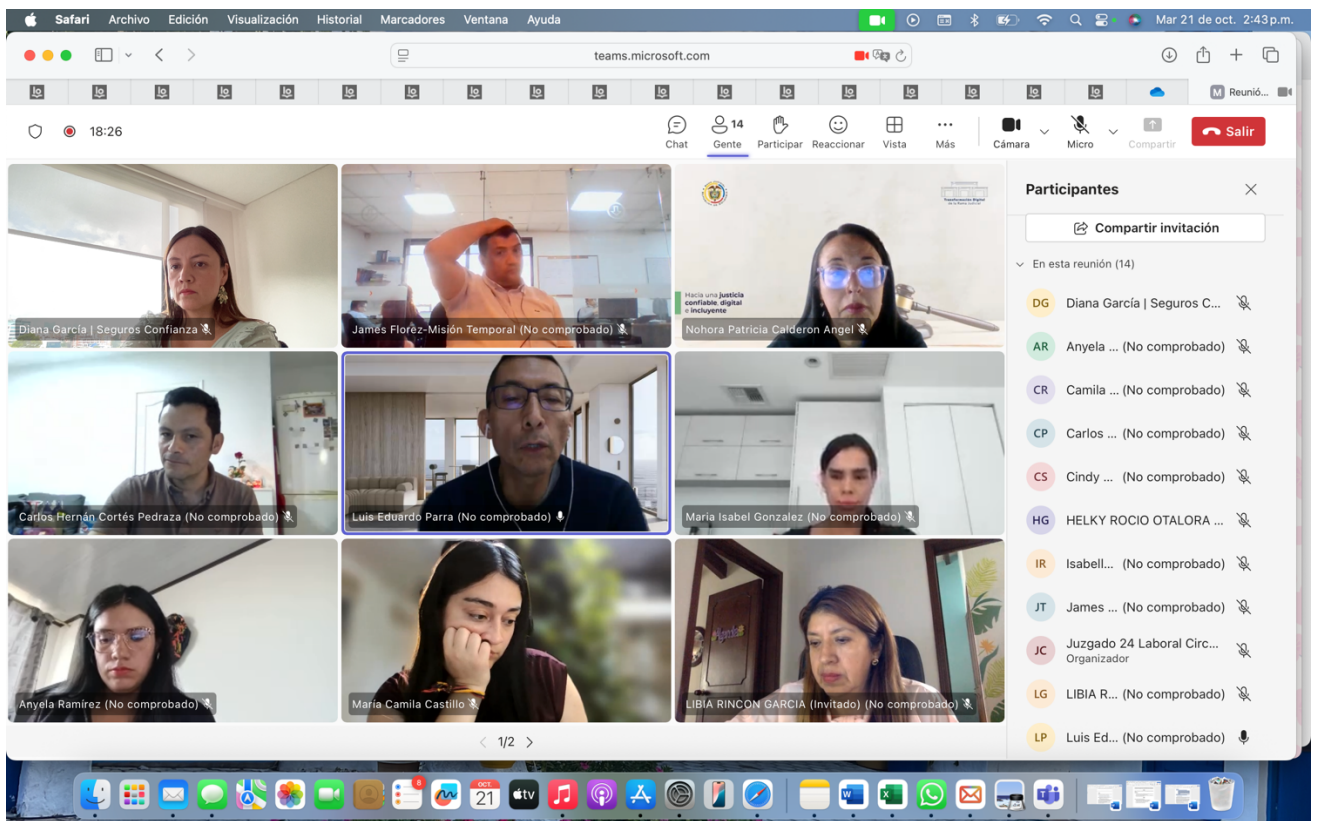 Safari Archivo Edición Visualización Historial Marcadores Ventana Ayuda Mar 21 de oct. 2:43 p.m.
teams.microsoft.com
M Reunió...
18:26
14
Chat Gente Participar Reaccionar Vista Más Cámara Micro Compartir Salir
Participantes
Compartir invitación
En esta reunión (14)
DG Diana García | Seguros C...
AR Anyela ... (No comprobado)
CR Camila ... (No comprobado)
CP Carlos ... (No comprobado)
CS Cindy ... (No comprobado)
HG HELKY ROCIO OTALORA ...
IR Isabell... (No comprobado)
JT James ... (No comprobado)
JC Juzgado 24 Laboral Circ...
Organizador
LG LIBIA R... (No comprobado)
LP Luis Ed... (No comprobado)
Hacia una justicia
confiable, digital
e incluyente
Diana García | Seguros Confianza
James Florez-Misión Temporal (No comprobado)
Nohora Patricia Calderon Angel
Carlos Hernán Cortés Pedraza (No comprobado)
Luis Eduardo Parra (No comprobado)
Maria Isabel Gonzalez (No comprobado)
Anyela Ramírez (No comprobado)
María Camila Castillo
LIBIA RINCON GARCIA (Invitado) (No comprobado)
1/2
8
OCT
21
tv